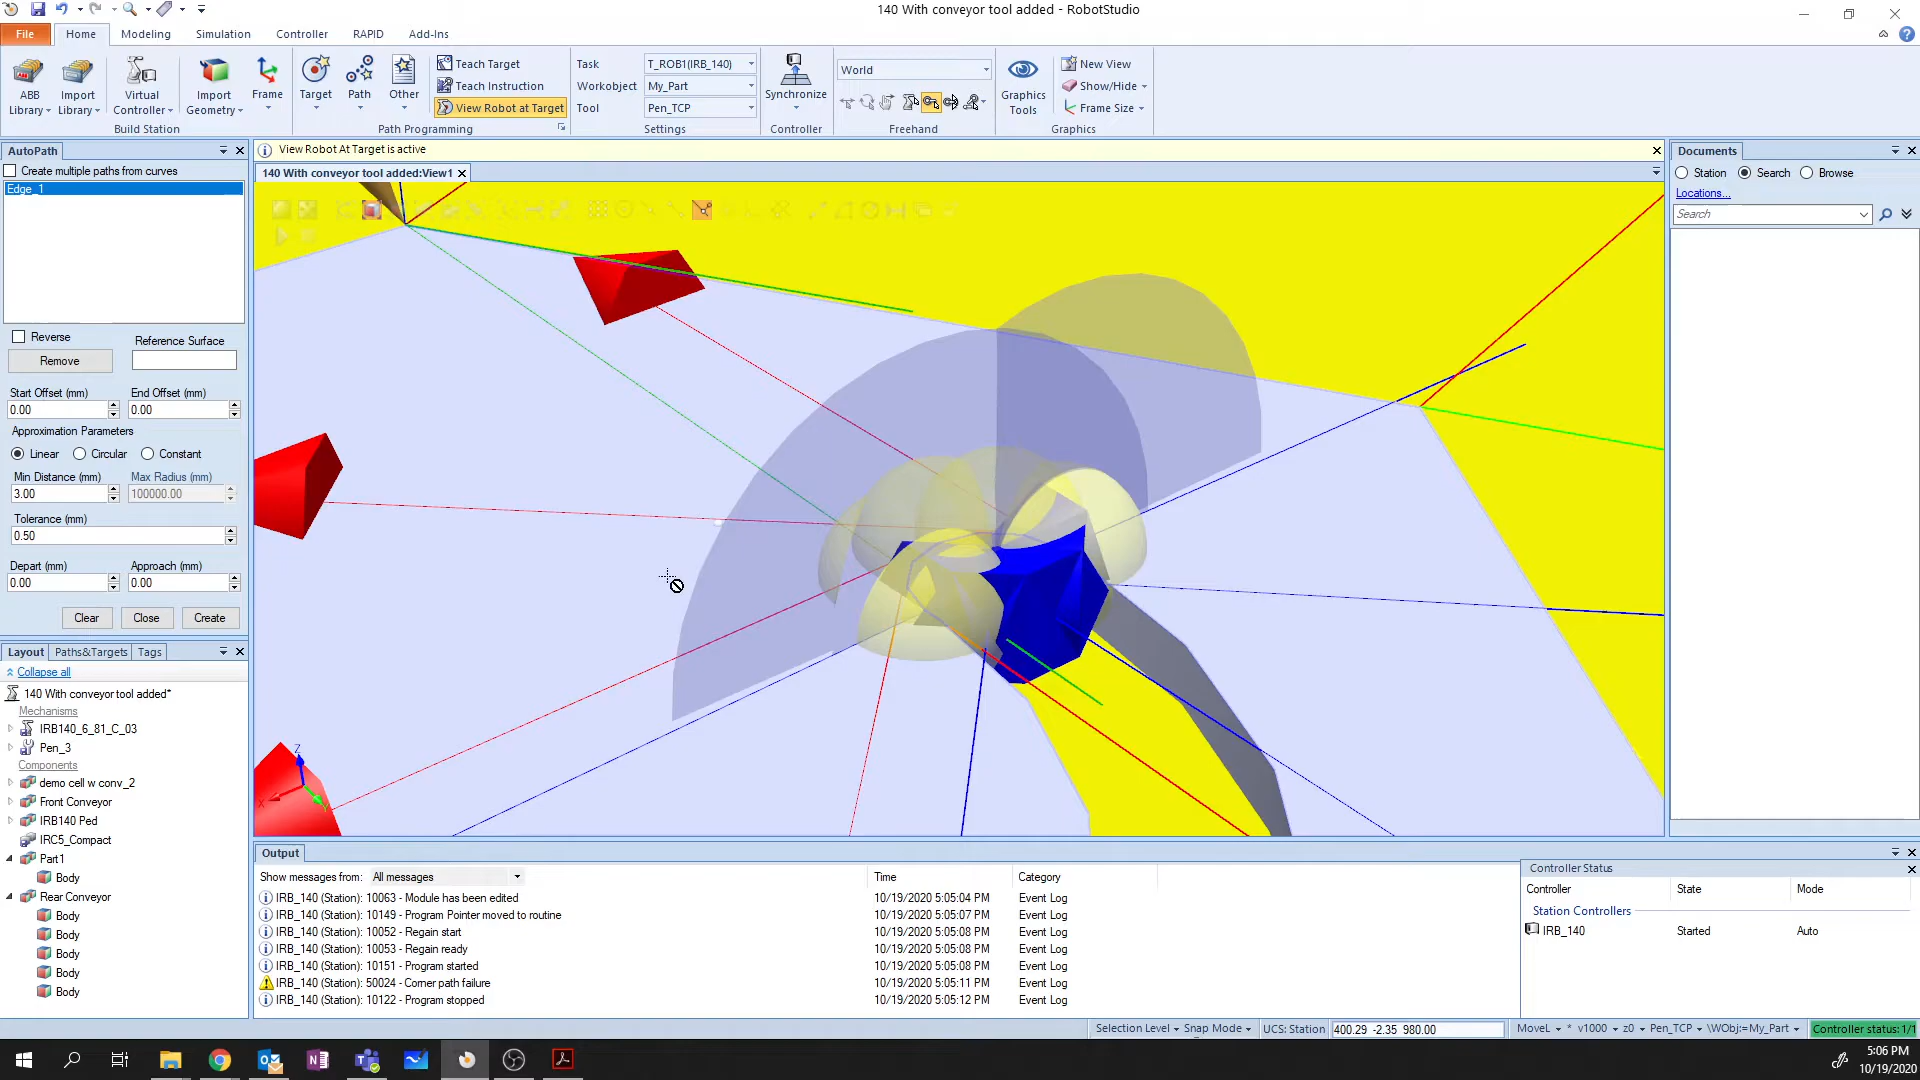 140 With conveyor tool added - RobotStudio
File Home Modeling Simulation Controller RAPID Add-Ins
ABB Library
Import Library
Virtual Controller
Import Geometry
Frame
Build Station
Target
Path
Other
Teach Target
Teach Instruction
View Robot at Target
Path Programming
Task T_ROB1(IRB_140)
Workobject My_Part
Tool Pen_TCP
Settings
Synchronize
Controller
World
Freehand
Graphics Tools
New View
Show/Hide
Frame Size
Graphics
AutoPath
Create multiple paths from curves
Edge_1
Reverse
Reference Surface
Remove
Start Offset (mm) End Offset (mm)
0.00 0.00
Approximation Parameters
Linear Circular Constant
Min Distance (mm) Max Radius (mm)
3.00 100000.00
Tolerance (mm)
0.50
Depart (mm) Approach (mm)
0.00 0.00
Clear Close Create
Layout Paths&Targets Tags
Collapse all
140 With conveyor tool added*
Mechanisms
IRB140_6_81_C_03
Pen_3
Components
demo cell w conv_2
Front Conveyor
IRB140 Ped
IRC5_Compact
Part1
Body
Rear Conveyor
Body
Body
Body
Body
Body
View Robot At Target is active
140 With conveyor tool added:View1
Z
X
Y
Documents
Station Search Browse
Locations...
Search
Output
Show messages from: All messages Time Category
IRB_140 (Station): 10063 - Module has been edited 10/19/2020 5:05:04 PM Event Log
IRB_140 (Station): 10149 - Program Pointer moved to routine 10/19/2020 5:05:07 PM Event Log
IRB_140 (Station): 10052 - Regain start 10/19/2020 5:05:08 PM Event Log
IRB_140 (Station): 10053 - Regain ready 10/19/2020 5:05:08 PM Event Log
IRB_140 (Station): 10151 - Program started 10/19/2020 5:05:08 PM Event Log
IRB_140 (Station): 50024 - Corner path failure 10/19/2020 5:05:11 PM Event Log
IRB_140 (Station): 10122 - Program stopped 10/19/2020 5:05:12 PM Event Log
Controller Status
Controller State Mode
Station Controllers
IRB_140 Started Auto
Selection Level Snap Mode UCS: Station 400.29 -2.35 980.00 MoveL * v1000 z0 Pen_TCP \WObj:=My_Part Controller status: 1/1
5:06 PM
10/19/2020